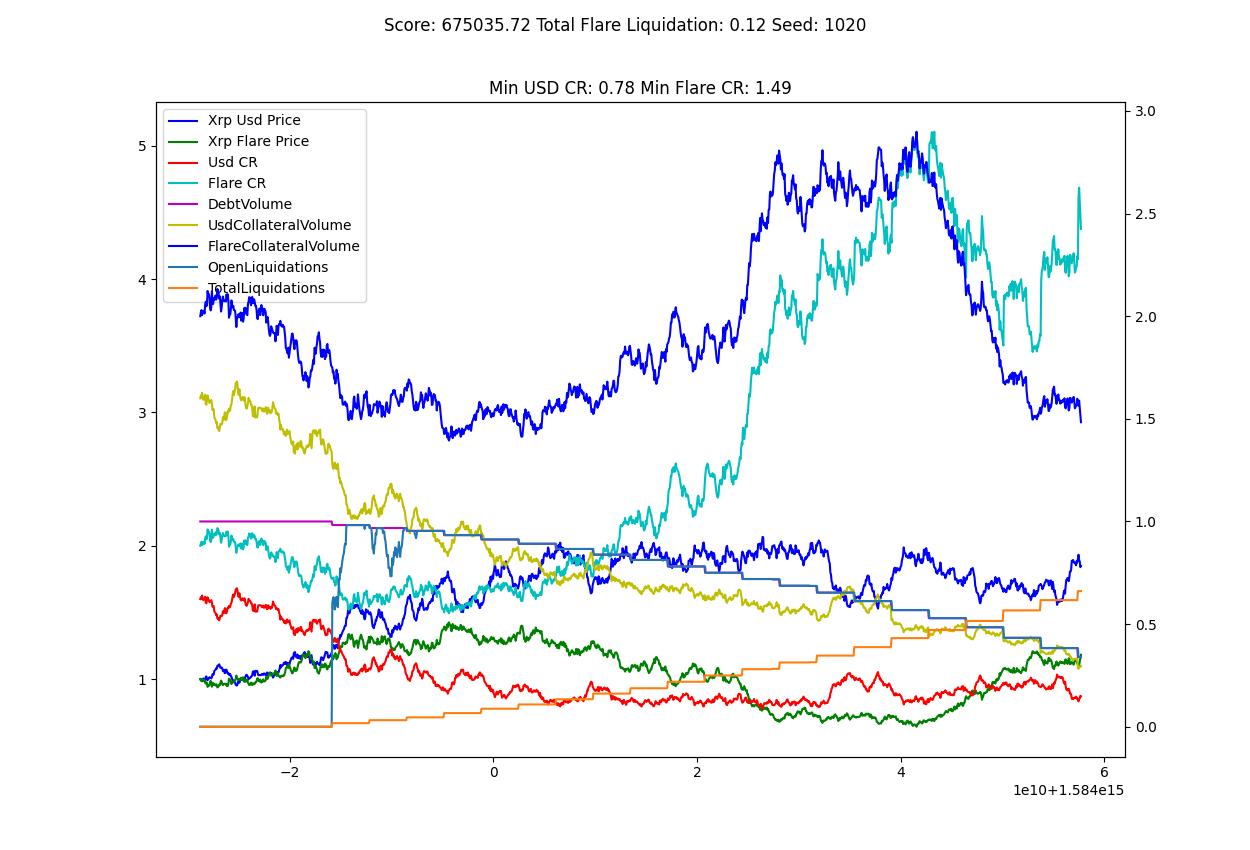 Score: 675035.72 Total Flare Liquidation: 0.12 Seed: 1020
Min USD CR: 0.78 Min Flare CR: 1.49
Xrp Usd Price
Xrp Flare Price
Usd CR
Flare CR
DebtVolume
UsdCollateralVolume
FlareCollateralVolume
OpenLiquidations
TotalLiquidations
5
4
3
2
1
3.0
2.5
2.0
1.5
1.0
0.5
0.0
−2
0
2
4
6
1e10+1.584e15